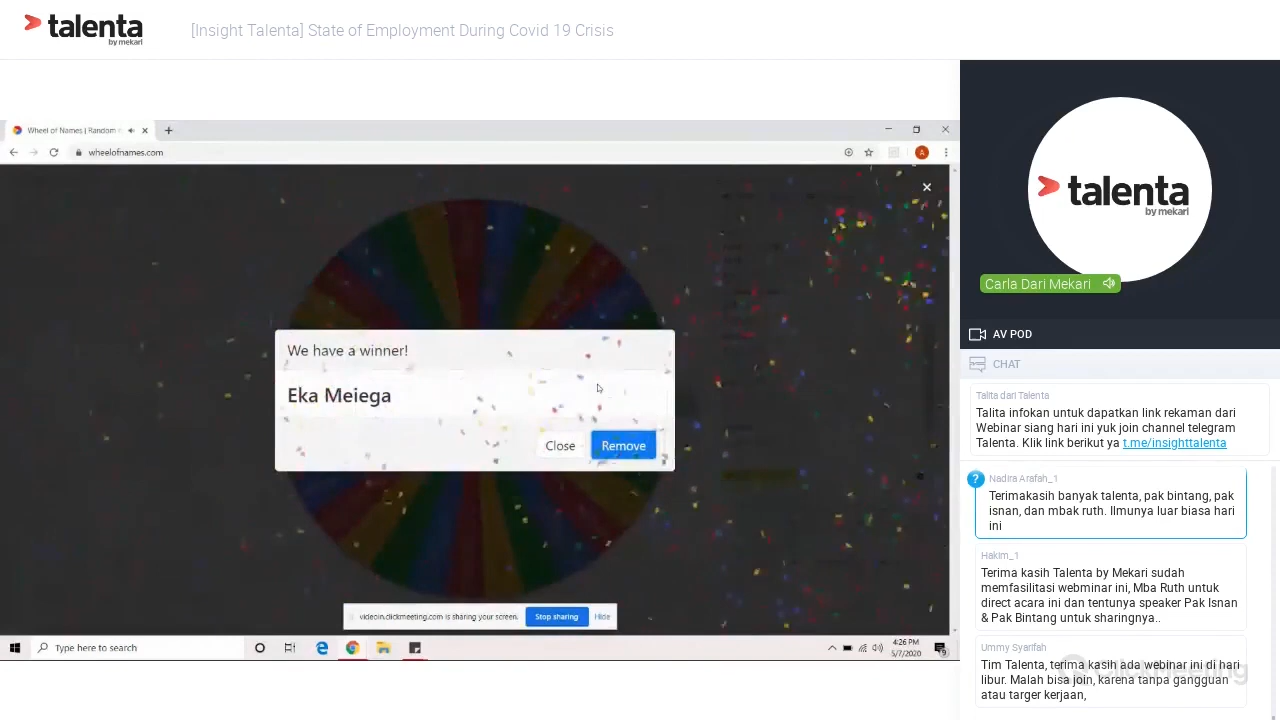 talenta
by mekari
[Insight Talenta] State of Employment During Covid 19 Crisis
Wheel of Names | Random
wheelofnames.com
A
We have a winner!
Eka Meiega
Close
Remove
videoin.clickmeeting.com is sharing your screen.
Stop sharing
Hide
Type here to search
4:26 PM
5/7/2020
talenta
by mekari
Carla Dari Mekari
AV POD
CHAT
Talita dari Talenta
Talita infokan untuk dapatkan link rekaman dari
Webinar siang hari ini yuk join channel telegram
Talenta. Klik link berikut ya t.me/insighttalenta
?
Nadira Arafah_1
Terimakasih banyak talenta, pak bintang, pak
isnan, dan mbak ruth. Ilmunya luar biasa hari
ini
Hakim_1
Terima kasih Talenta by Mekari sudah
memfasilitasi webminar ini, Mba Ruth untuk
direct acara ini dan tentunya speaker Pak Isnan
& Pak Bintang untuk sharingnya..
Ummy Syarifah
Tim Talenta, terima kasih ada webinar ini di hari
libur. Malah bisa join, karena tanpa gangguan
atau targer kerjaan,
ClickMeeting